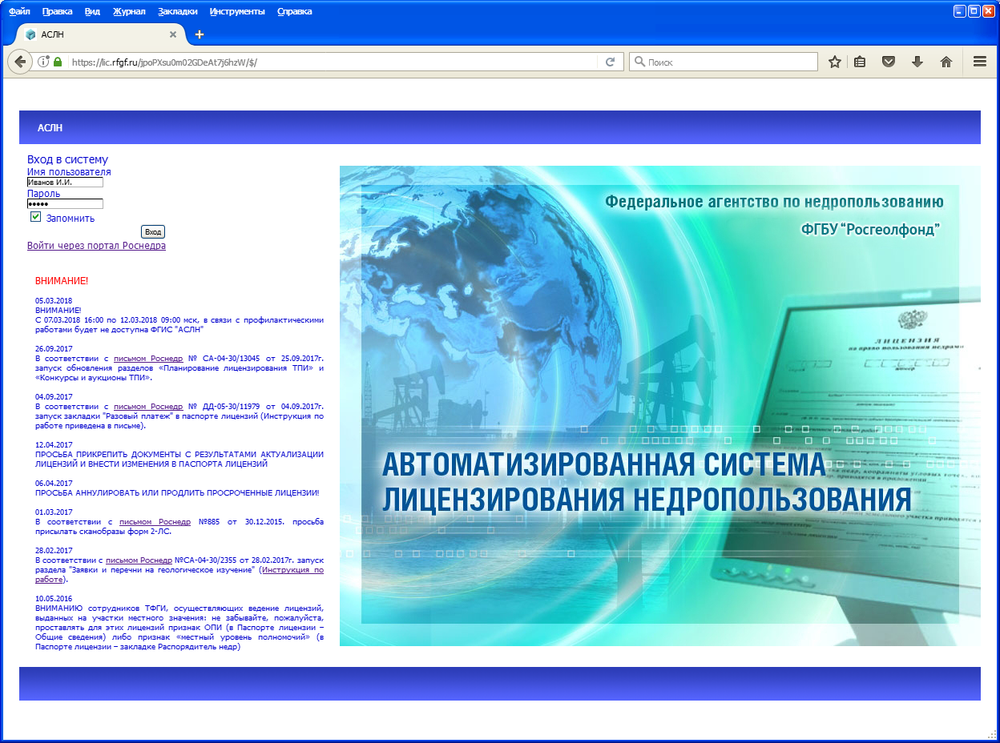 Файл Правка Вид Журнал Закладки Инструменты Справка
АСЛН
https://lic.rfgf.ru/jpoPXsu0m02GDeAt7j6hzW/$/
Поиск
АСЛН
Вход в систему
Имя пользователя
Иванов И.И.
Пароль
•••••
Запомнить
Вход
Войти через портал Роснедра
ВНИМАНИЕ!
05.03.2018
ВНИМАНИЕ!
С 07.03.2018 16:00 по 12.03.2018 09:00 мск, в связи с профилактическими
работами будет не доступна ФГИС "АСЛН"
26.09.2017
В соответствии с письмом Роснедр № СА-04-30/13045 от 25.09.2017г.
запуск обновления разделов «Планирование лицензирования ТПИ» и
«Конкурсы и аукционы ТПИ».
04.09.2017
В соответствии с письмом Роснедр № ДД-05-30/11979 от 04.09.2017г.
запуск закладки "Разовый платеж" в паспорте лицензий (Инструкция по
работе приведена в письме).
12.04.2017
ПРОСЬБА ПРИКРЕПИТЬ ДОКУМЕНТЫ С РЕЗУЛЬТАТАМИ АКТУАЛИЗАЦИИ
ЛИЦЕНЗИЙ И ВНЕСТИ ИЗМЕНЕНИЯ В ПАСПОРТА ЛИЦЕНЗИЙ
06.04.2017
ПРОСЬБА АННУЛИРОВАТЬ ИЛИ ПРОДЛИТЬ ПРОСРОЧЕННЫЕ ЛИЦЕНЗИИ!
01.03.2017
В соответствии с письмом Роснедр №885 от 30.12.2015. просьба
присылать сканобразы форм 2-ЛС.
28.02.2017
В соответствии с письмом Роснедр №СА-04-30/2355 от 28.02.2017г. запуск
раздела "Заявки и перечни на геологическое изучение" (Инструкция по
работе).
10.05.2016
ВНИМАНИЮ сотрудников ТФГИ, осуществляющих ведение лицензий,
выданных на участки местного значения: не забывайте, пожалуйста,
проставлять для этих лицензий признак ОПИ (в Паспорте лицензии –
Общие сведения) либо признак «местный уровень полномочий» (в
Паспорте лицензии – закладке Распорядитель недр)
Федеральное агентство по недропользованию
ФГБУ “Росгеолфонд”
ЛИЦЕНЗИЯ
на право пользования недрами
АВТОМАТИЗИРОВАННАЯ СИСТЕМА
ЛИЦЕНЗИРОВАНИЯ НЕДРОПОЛЬЗОВАНИЯ